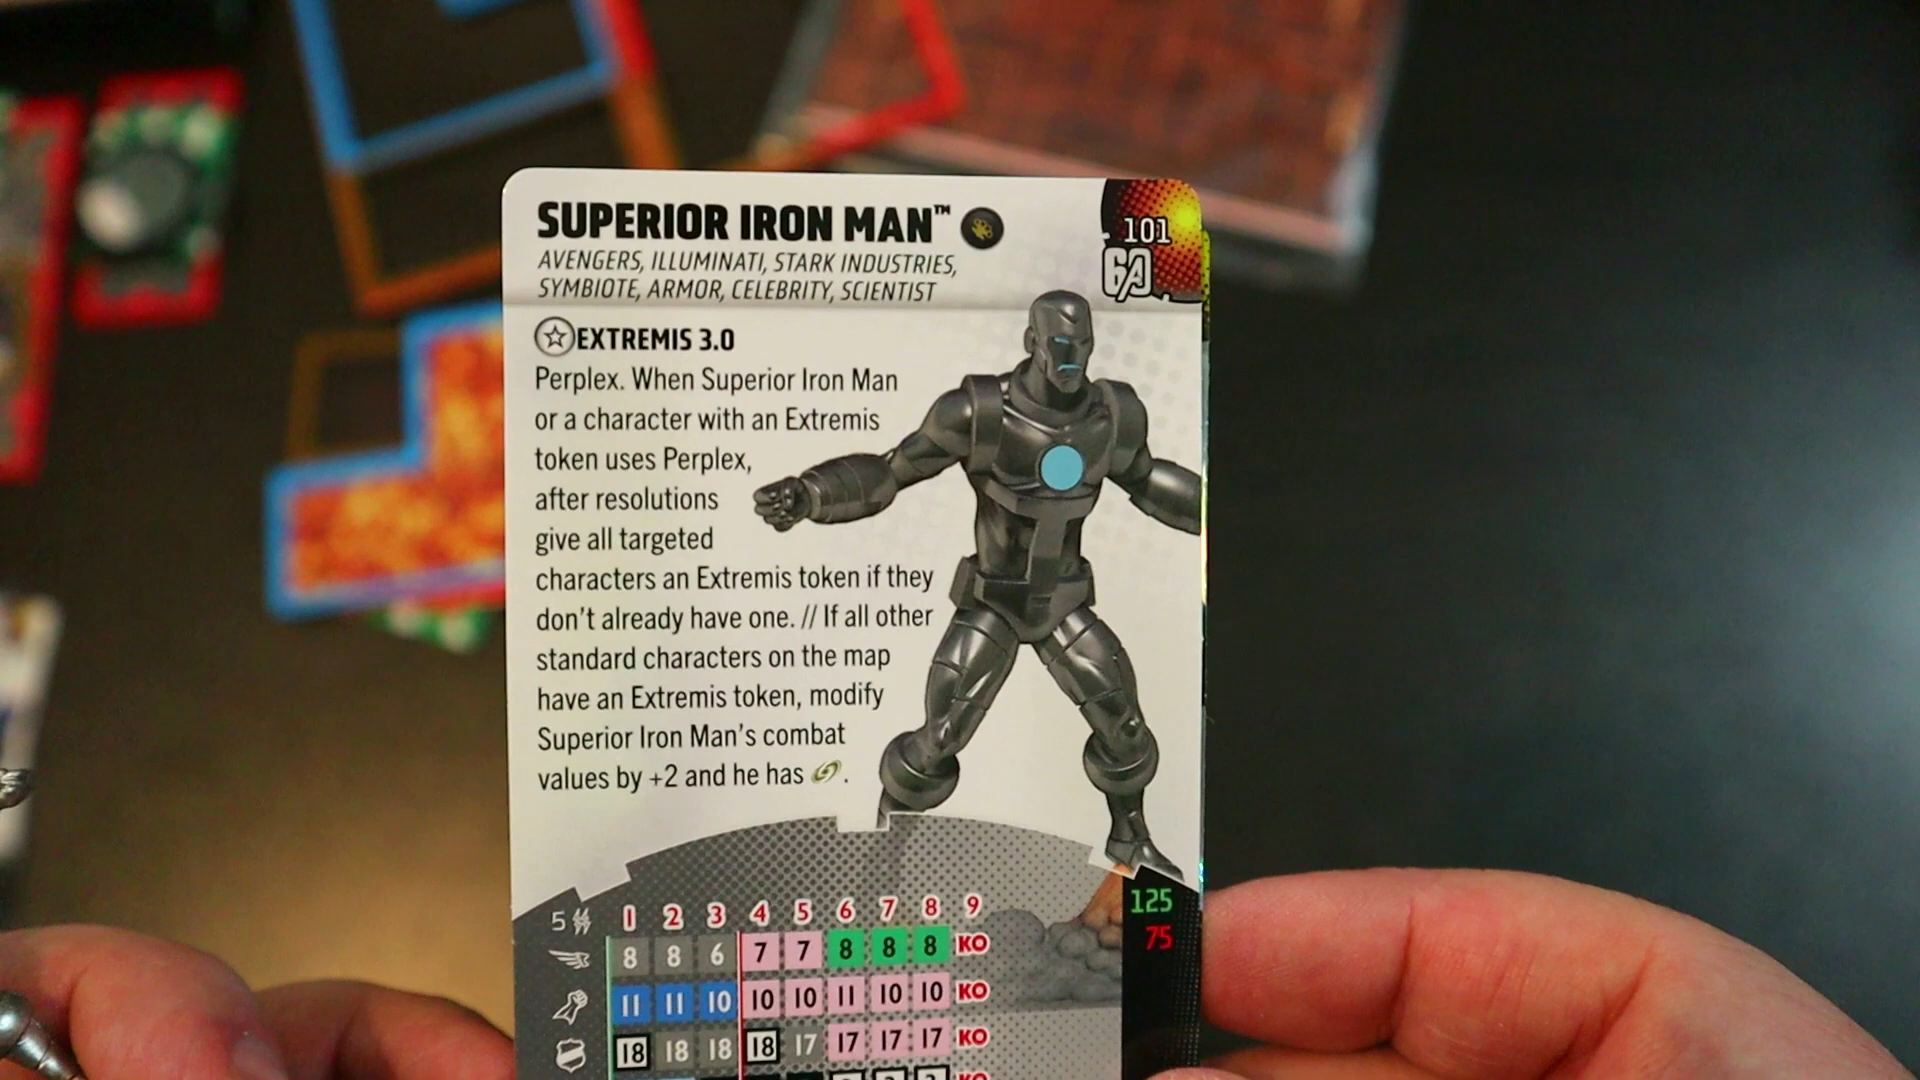 SUPERIOR IRON MAN™
101
AVENGERS, ILLUMINATI, STARK INDUSTRIES,
SYMBIOTE, ARMOR, CELEBRITY, SCIENTIST
EXTREMIS 3.0
Perplex. When Superior Iron Man
or a character with an Extremis
token uses Perplex,
after resolutions
give all targeted
characters an Extremis token if they
don't already have one. // If all other
standard characters on the map
have an Extremis token, modify
Superior Iron Man's combat
values by +2 and he has .
125
75
5 1 2 3 4 5 6 7 8 9
8 8 6 7 7 8 8 8 KO
11 11 10 10 10 11 10 10 KO
18 18 18 18 17 17 17 17 KO